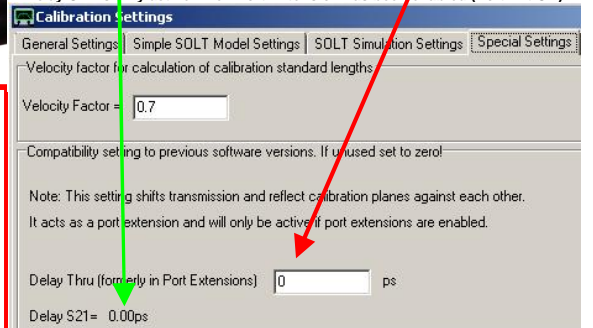 Calibration Settings
General Settings Simple SOLT Model Settings SOLT Simulation Settings Special Settings
Velocity factor for calculation of calibration standard lengths
Velocity Factor = 0.7
Compatibility setting to previous software versions. If unused set to zero!
Note: This setting shifts transmission and reflect calibration planes against each other.
It acts as a port extension and will only be active if port extensions are enabled.
Delay Thru (formerly in Port Extensions) 0 ps
Delay S21= 0.00ps